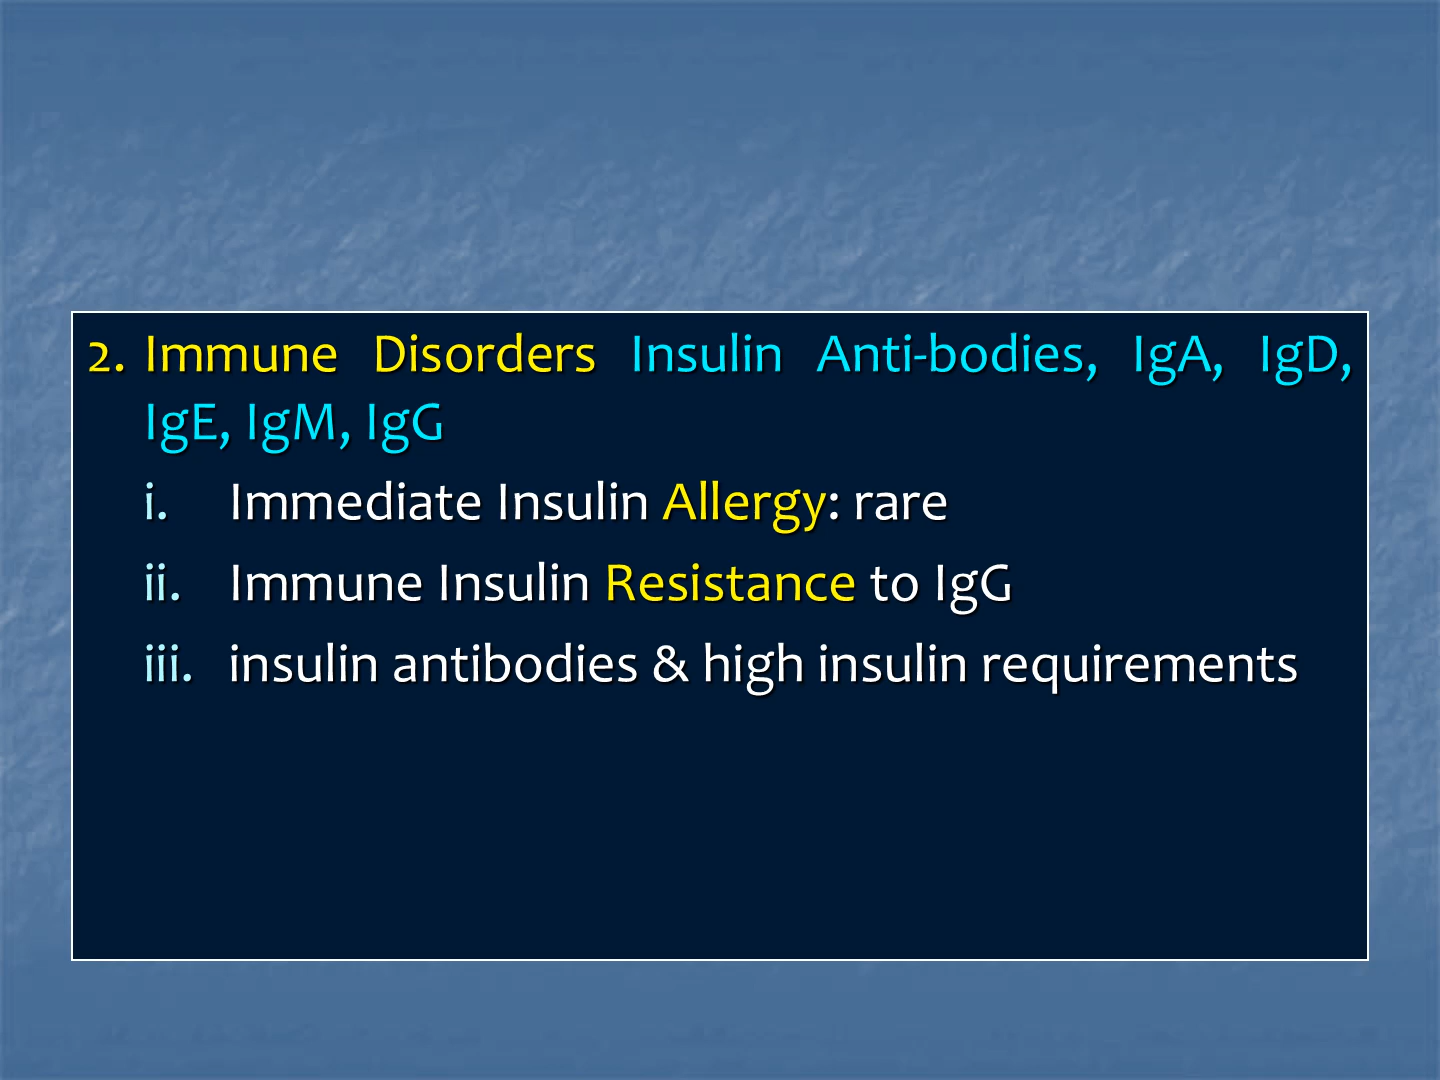 2. Immune Disorders Insulin Anti-bodies, IgA, IgD,
IgE, IgM, IgG
i. Immediate Insulin Allergy: rare
ii. Immune Insulin Resistance to IgG
iii. insulin antibodies & high insulin requirements